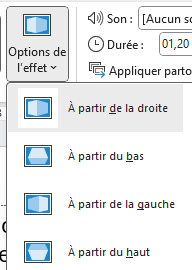 Son : [Aucun so
Options de
l'effet
Durée : 01,20
Appliquer parto
À partir de la droite
À partir du bas
À partir de la gauche
À partir du haut